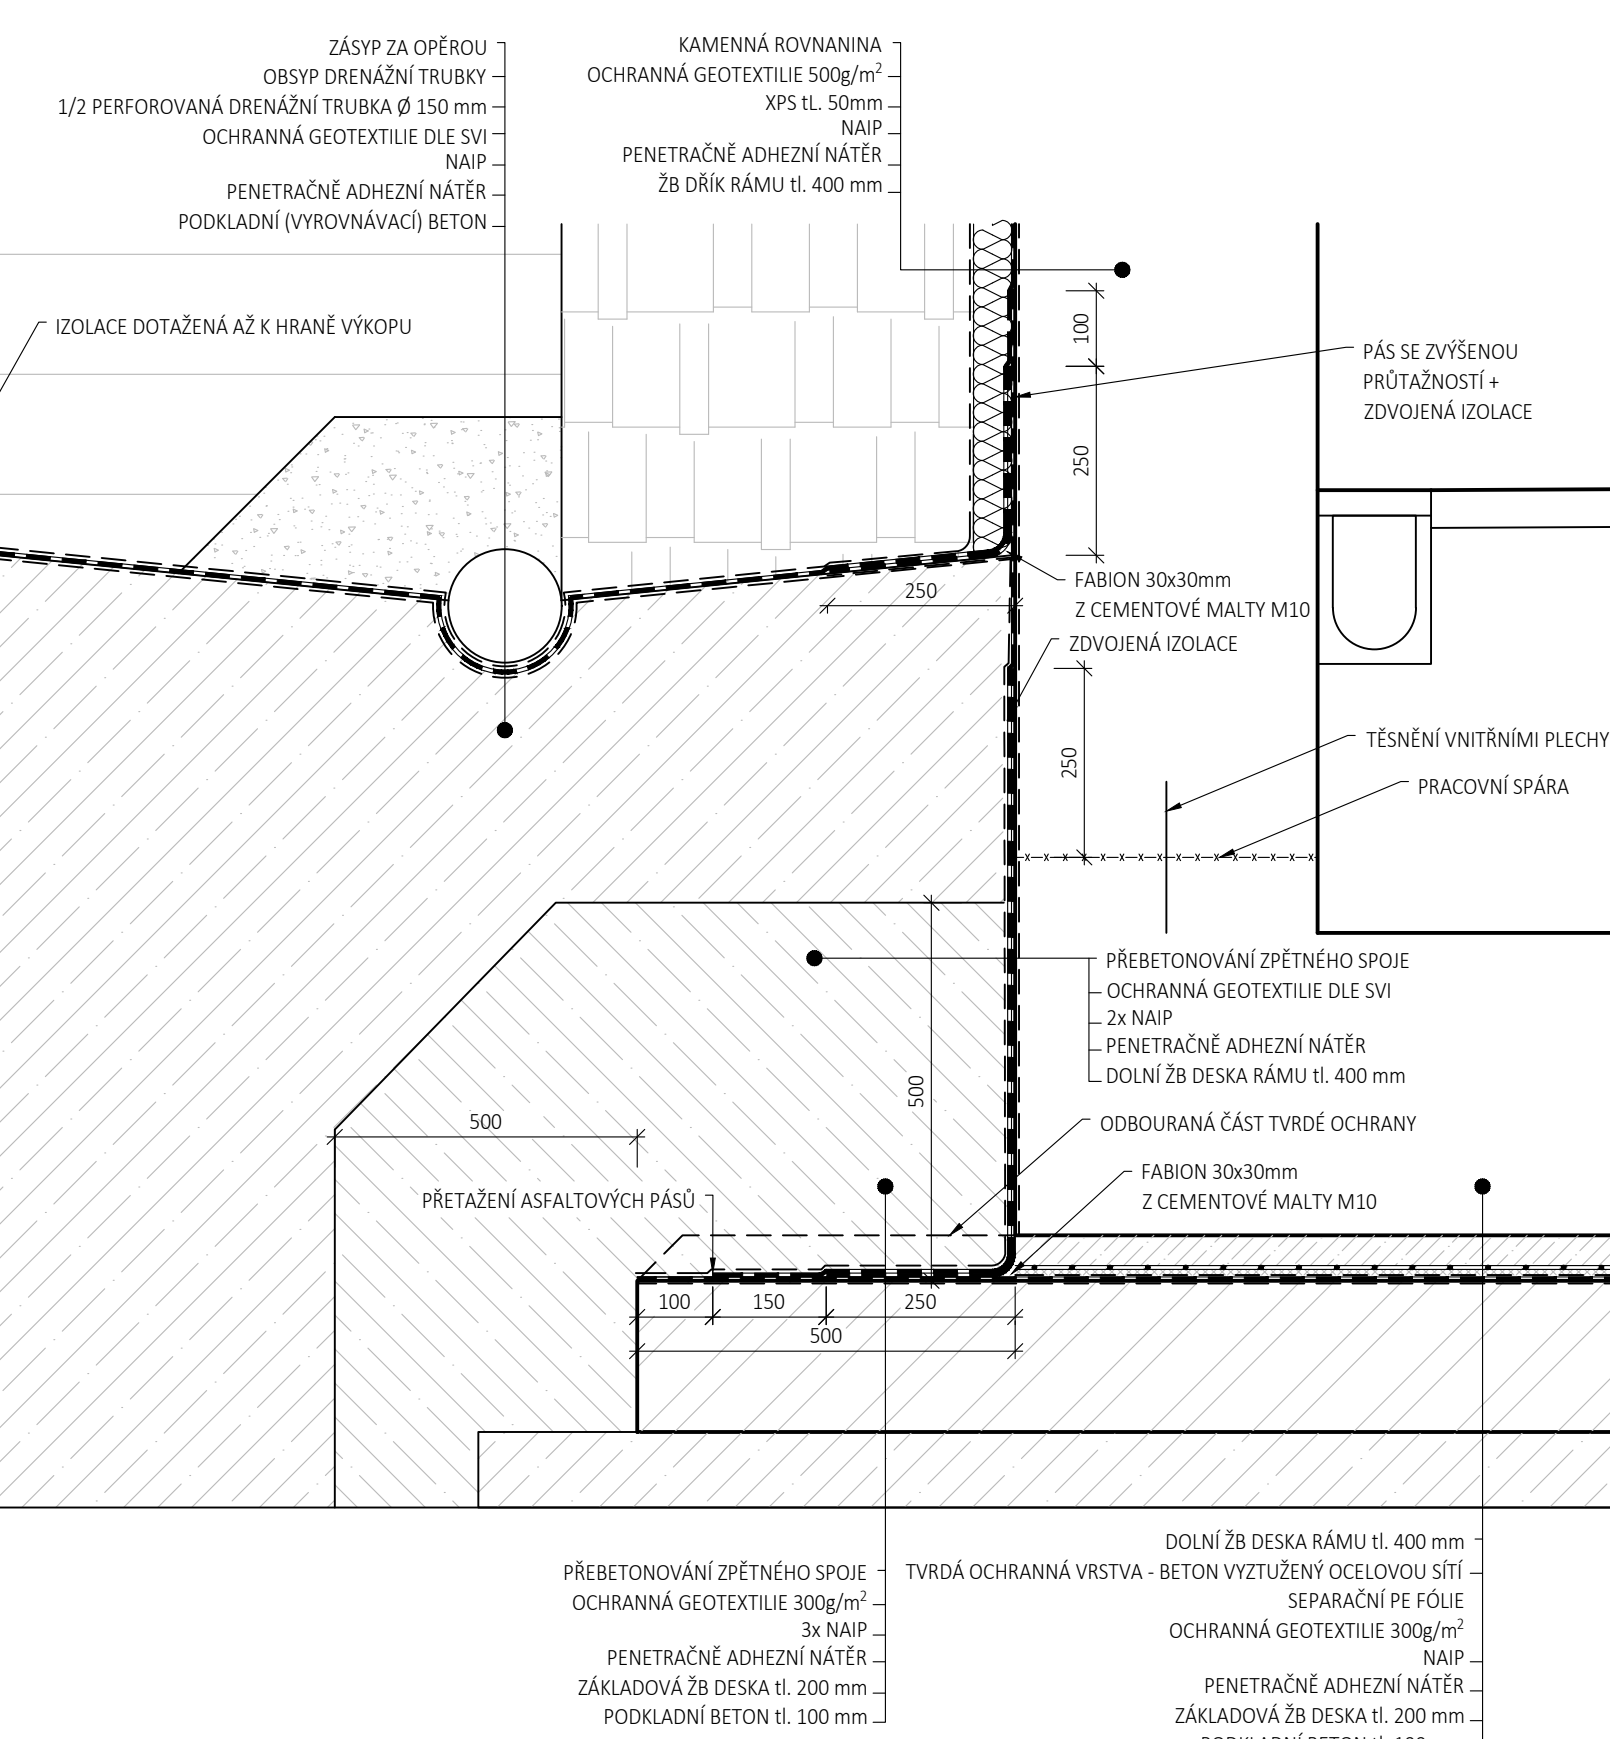 ZÁSYP ZA OPĚROU
OBSYP DRENÁŽNÍ TRUBKY
1/2 PERFOROVANÁ DRENÁŽNÍ TRUBKA Ø 150 mm
OCHRANNÁ GEOTEXTILIE DLE SVI
NAIP
PENETRAČNĚ ADHEZNÍ NÁTĚR
PODKLADNÍ (VYROVNÁVACÍ) BETON
KAMENNÁ ROVNANINA
OCHRANNÁ GEOTEXTILIE 500g/m²
XPS tL. 50mm
NAIP
PENETRAČNĚ ADHEZNÍ NÁTĚR
ŽB DŘÍK RÁMU tl. 400 mm
IZOLACE DOTAŽENÁ AŽ K HRANĚ VÝKOPU
100
PÁS SE ZVÝŠENOU
PRŮTAŽNOSTÍ +
ZDVOJENÁ IZOLACE
250
250
FABION 30x30mm
Z CEMENTOVÉ MALTY M10
ZDVOJENÁ IZOLACE
250
TĚSNĚNÍ VNITŘNÍMI PLECHY
PRACOVNÍ SPÁRA
PŘEBETONOVÁNÍ ZPĚTNÉHO SPOJE
OCHRANNÁ GEOTEXTILIE DLE SVI
2x NAIP
PENETRAČNĚ ADHEZNÍ NÁTĚR
DOLNÍ ŽB DESKA RÁMU tl. 400 mm
500
500
ODBOURANÁ ČÁST TVRDÉ OCHRANY
FABION 30x30mm
Z CEMENTOVÉ MALTY M10
PŘETAŽENÍ ASFALTOVÝCH PÁSŮ
100
150
250
500
PŘEBETONOVÁNÍ ZPĚTNÉHO SPOJE
OCHRANNÁ GEOTEXTILIE 300g/m²
3x NAIP
PENETRAČNĚ ADHEZNÍ NÁTĚR
ZÁKLADOVÁ ŽB DESKA tl. 200 mm
PODKLADNÍ BETON tl. 100 mm
DOLNÍ ŽB DESKA RÁMU tl. 400 mm
TVRDÁ OCHRANNÁ VRSTVA - BETON VYZTUŽENÝ OCELOVOU SÍTÍ
SEPARAČNÍ PE FÓLIE
OCHRANNÁ GEOTEXTILIE 300g/m²
NAIP
PENETRAČNĚ ADHEZNÍ NÁTĚR
ZÁKLADOVÁ ŽB DESKA tl. 200 mm